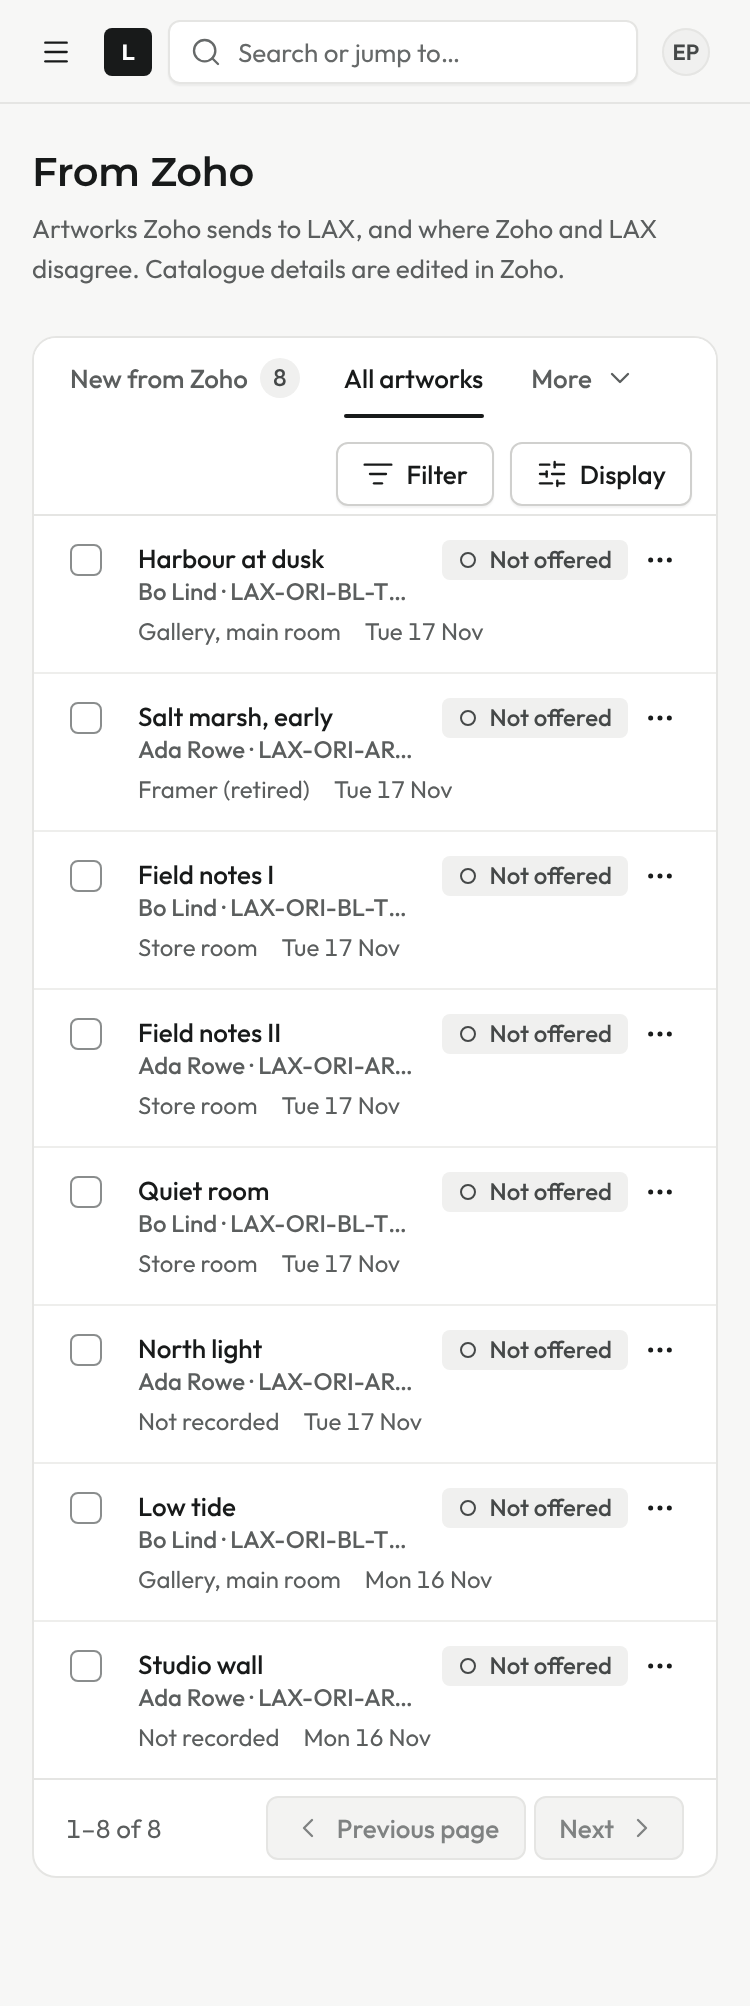 L
Search or jump to...
EP
From Zoho
Artworks Zoho sends to LAX, and where Zoho and LAX
disagree. Catalogue details are edited in Zoho.
New from Zoho 8 All artworks More
Filter Display
Harbour at dusk Not offered
Bo Lind · LAX-ORI-BL-T...
Gallery, main room Tue 17 Nov
Salt marsh, early Not offered
Ada Rowe · LAX-ORI-AR...
Framer (retired) Tue 17 Nov
Field notes I Not offered
Bo Lind · LAX-ORI-BL-T...
Store room Tue 17 Nov
Field notes II Not offered
Ada Rowe · LAX-ORI-AR...
Store room Tue 17 Nov
Quiet room Not offered
Bo Lind · LAX-ORI-BL-T...
Store room Tue 17 Nov
North light Not offered
Ada Rowe · LAX-ORI-AR...
Not recorded Tue 17 Nov
Low tide Not offered
Bo Lind · LAX-ORI-BL-T...
Gallery, main room Mon 16 Nov
Studio wall Not offered
Ada Rowe · LAX-ORI-AR...
Not recorded Mon 16 Nov
1–8 of 8 Previous page Next